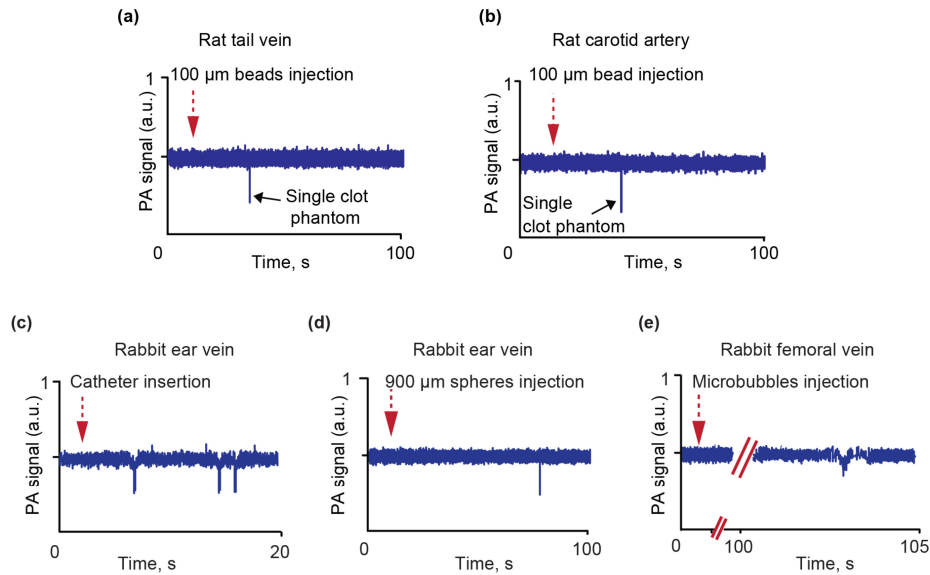 (a)
Rat tail vein
100 µm beads injection
1
PA signal (a.u.)
Single clot
phantom
0
100
Time, s
(b)
Rat carotid artery
100 µm bead injection
1
PA signal (a.u.)
Single
clot phantom
0
100
Time, s
(c)
Rabbit ear vein
Catheter insertion
1
PA signal (a.u.)
0
20
Time, s
(d)
Rabbit ear vein
900 µm spheres injection
1
PA signal (a.u.)
0
100
Time, s
(e)
Rabbit femoral vein
Microbubbles injection
1
PA signal (a.u.)
0
100
105
Time, s